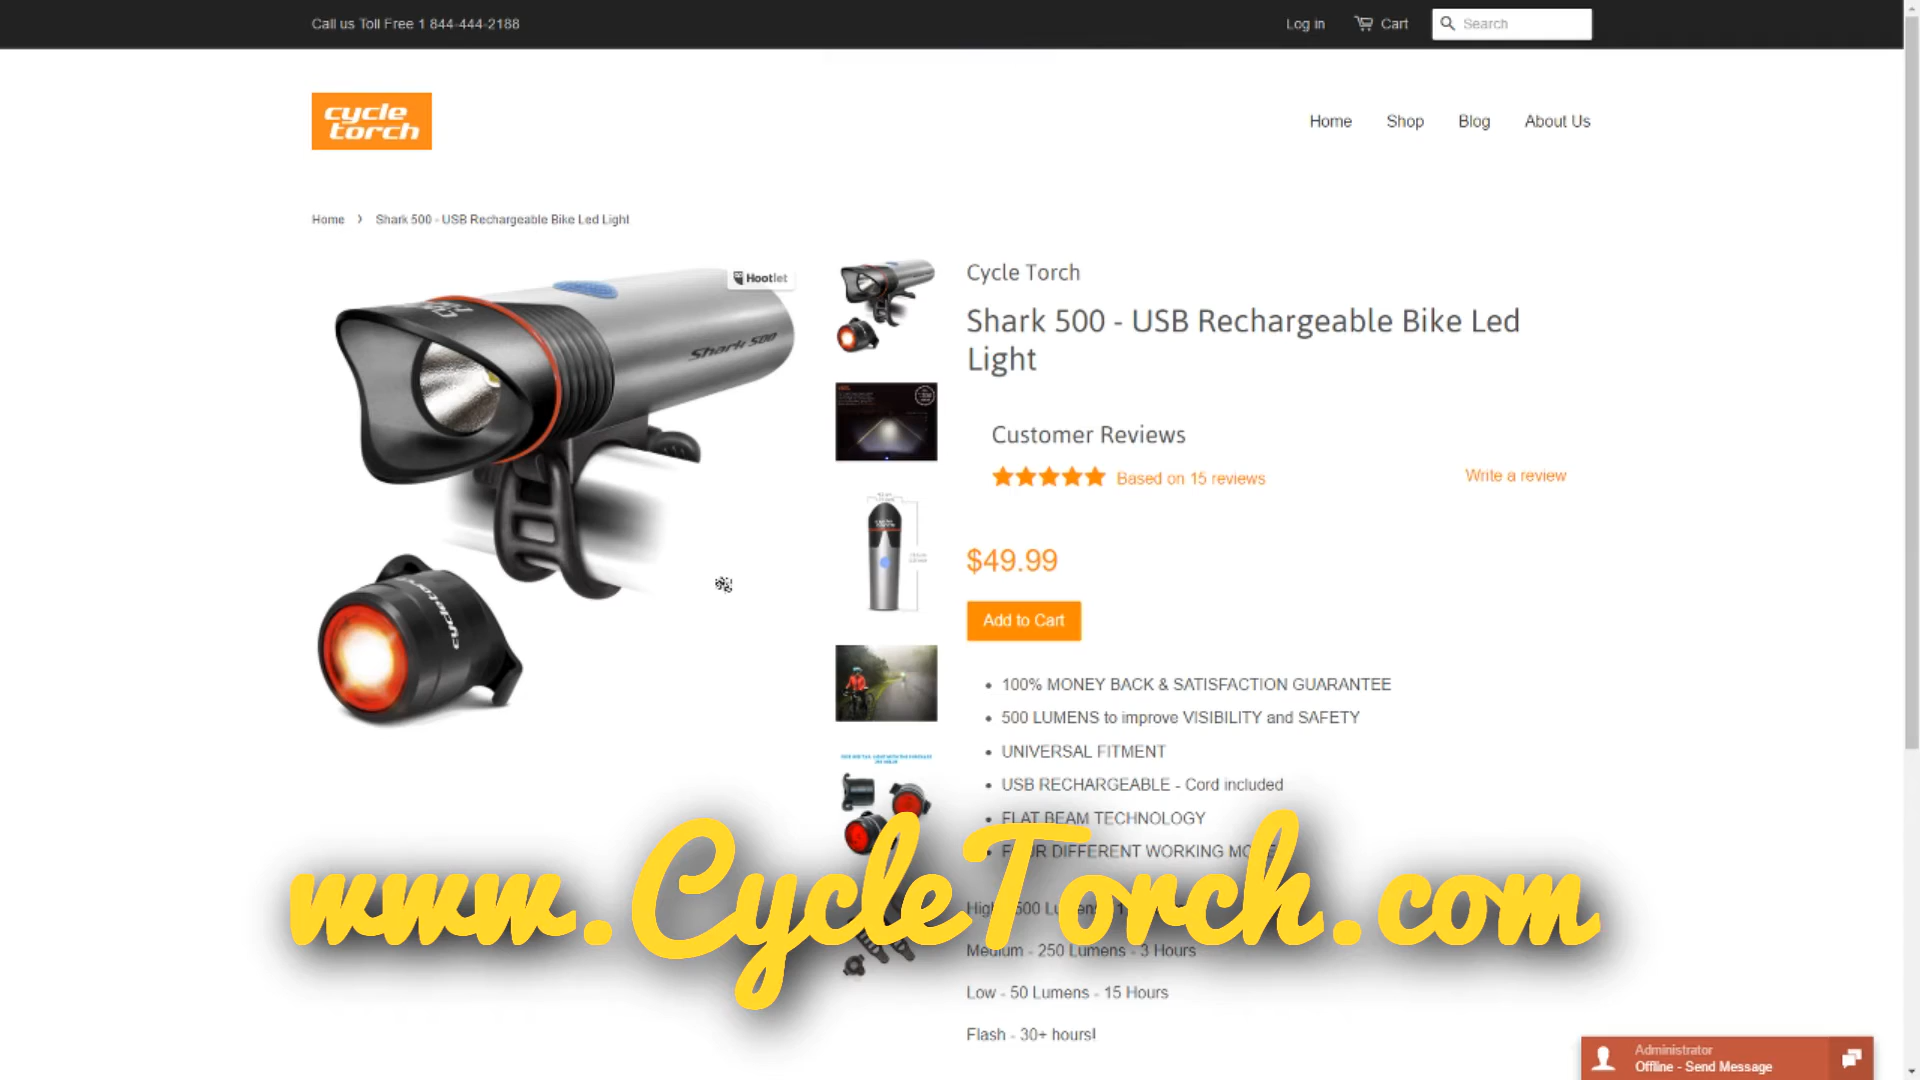 Call us Toll Free 1 844-444-2188
Log in
Cart
Search
cycle
torch
Home
Shop
Blog
About Us
Home
Shark 500 - USB Rechargeable Bike Led Light
Hootlet
Shark 500
cycletorch
Cycle Torch
Shark 500 - USB Rechargeable Bike Led
Light
Customer Reviews
Based on 15 reviews
Write a review
$49.99
Add to Cart
100% MONEY BACK & SATISFACTION GUARANTEE
500 LUMENS to improve VISIBILITY and SAFETY
UNIVERSAL FITMENT
USB RECHARGEABLE - Cord included
FLAT BEAM TECHNOLOGY
DIFFERENT WORKING
www.CycleTorch.com
500
Medium - 250 Lumens - 3 Hours
Low - 50 Lumens - 15 Hours
Flash - 30+ hours!
Administrator
Offline - Send Message